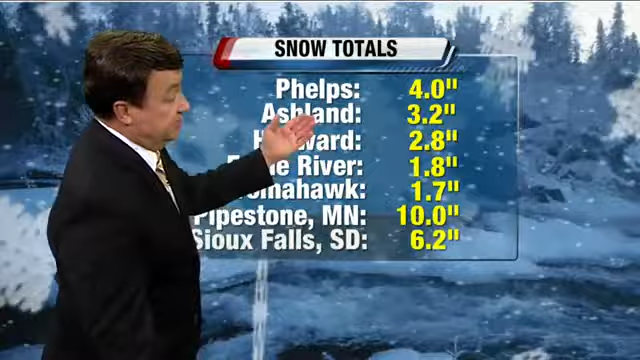 SNOW TOTALS
Phelps: 4.0"
Ashland: 3.2"
2.8"
River: 1.8"
1.7"
Pipestone, MN: 10.0"
Sioux Falls, SD: 6.2"